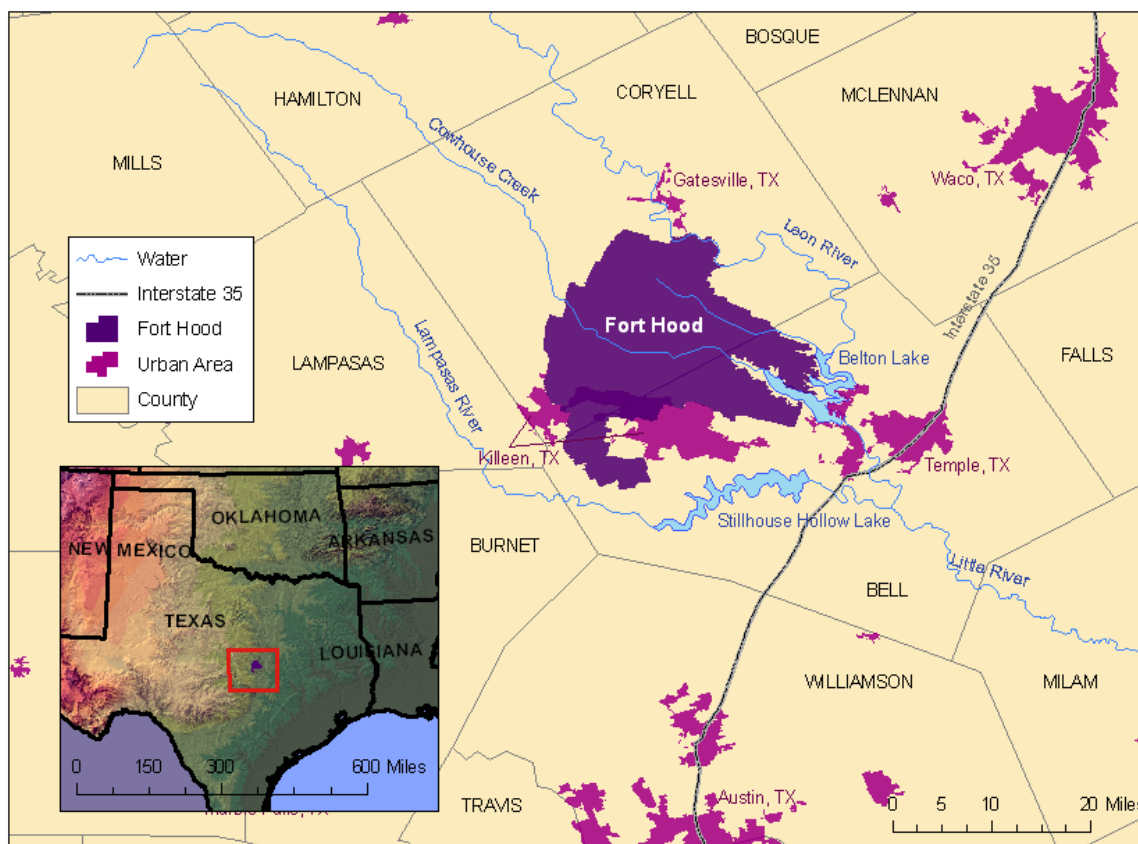 BOSQUE
CORYELL
HAMILTON
MCLENNAN
Cowhouse Creek
MILLS
Gatesville, TX
Waco, TX
Leon River
Water
Interstate 35
Fort Hood
Urban Area
County
Interstate 35
Fort Hood
Lampasas River
LAMPASAS
Belton Lake
FALLS
Killeen, TX
Temple, TX
Stillhouse Hollow Lake
BURNET
Little River
BELL
WILLIAMSON
MILAM
OKLAHOMA
ARKANSAS
NEW MEXICO
TEXAS
LOUISIANA
0 150 300 600 Miles
TRAVIS
Austin, TX
0 5 10 20 Miles